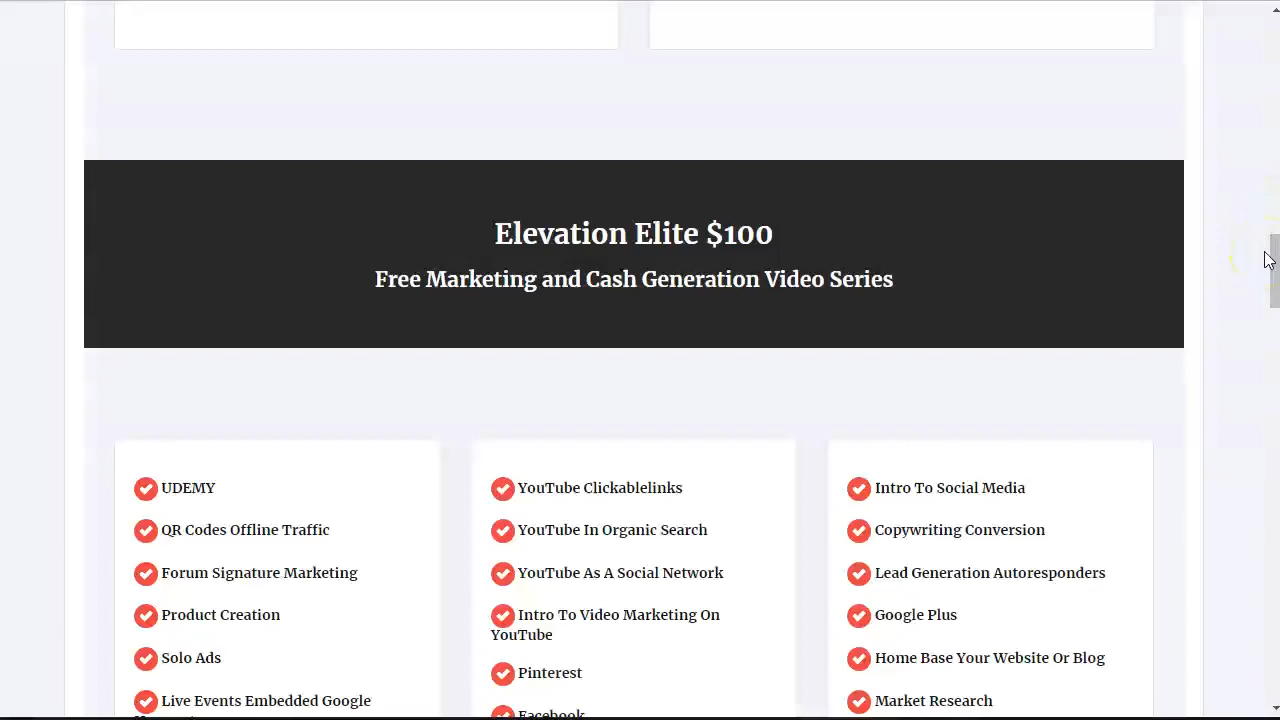 Elevation Elite $100
Free Marketing and Cash Generation Video Series
UDEMY
QR Codes Offline Traffic
Forum Signature Marketing
Product Creation
Solo Ads
Live Events Embedded Google
YouTube Clickablelinks
YouTube In Organic Search
YouTube As A Social Network
Intro To Video Marketing On
YouTube
Pinterest
Facebook
Intro To Social Media
Copywriting Conversion
Lead Generation Autoresponders
Google Plus
Home Base Your Website Or Blog
Market Research